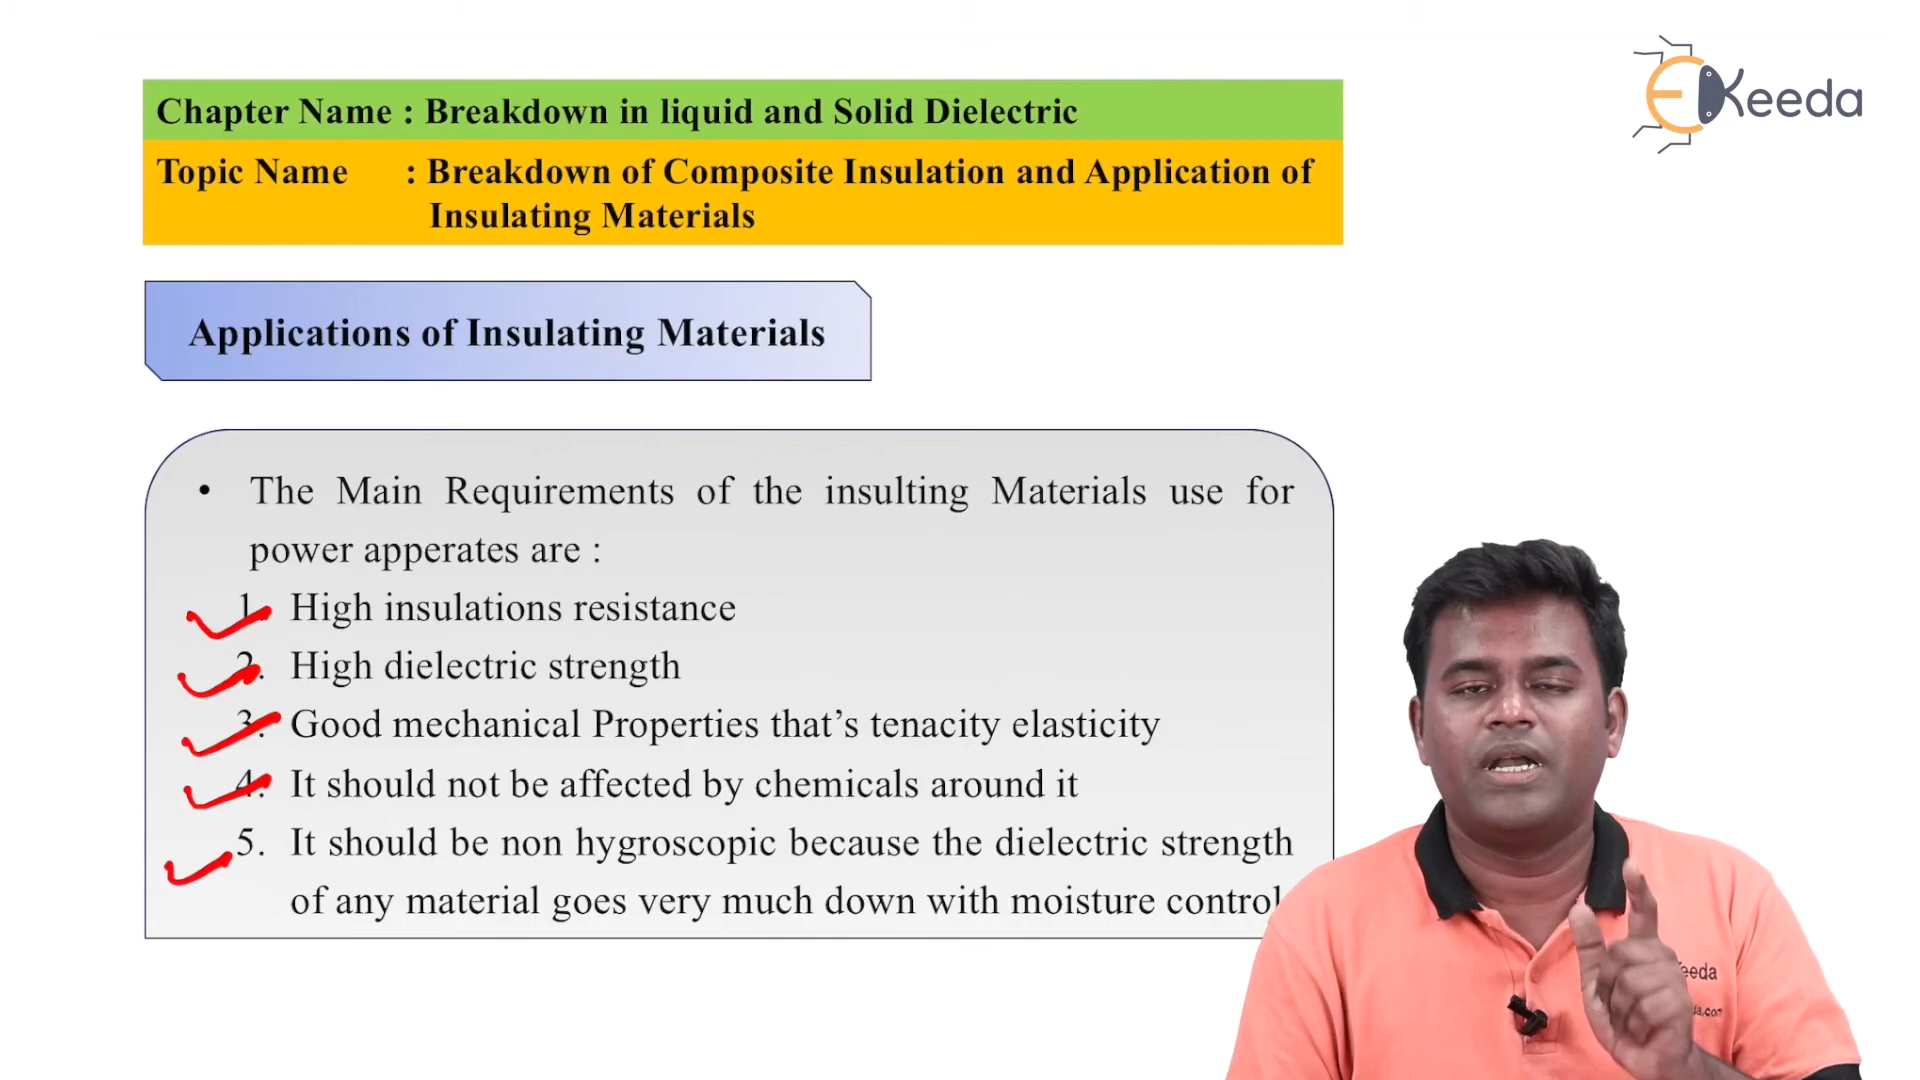 EKeeda
Chapter Name : Breakdown in liquid and Solid Dielectric
Topic Name : Breakdown of Composite Insulation and Application of
Insulating Materials
Applications of Insulating Materials
• The Main Requirements of the insulting Materials use for
power apperates are :
1. High insulations resistance
2. High dielectric strength
3. Good mechanical Properties that's tenacity elasticity
4. It should not be affected by chemicals around it
5. It should be non hygroscopic because the dielectric strength
of any material goes very much down with moisture control
eeda
da.com